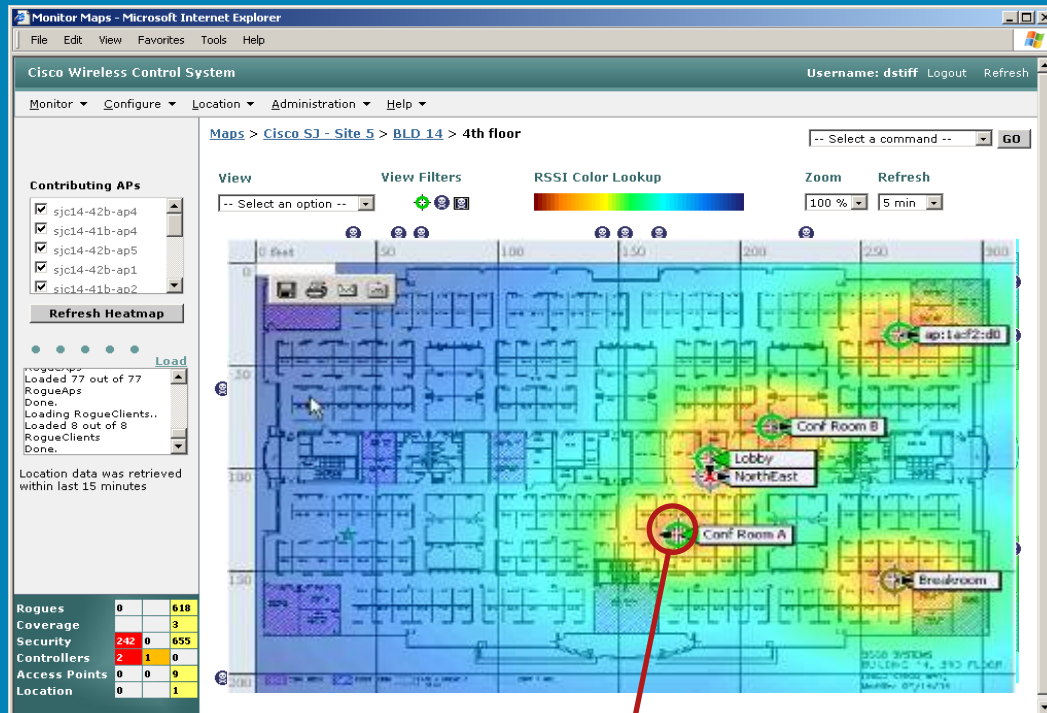 Monitor Maps - Microsoft Internet Explorer
File Edit View Favorites Tools Help
Cisco Wireless Control System
Username: dstiff Logout Refresh
Monitor Configure Location Administration Help
Maps > Cisco SJ - Site 5 > BLD 14 > 4th floor
-- Select a command -- GO
Contributing APs
sjc14-42b-ap4
sjc14-41b-ap4
sjc14-42b-ap5
sjc14-42b-ap1
sjc14-41b-ap2
Refresh Heatmap
Load
RogueAps
Loaded 77 out of 77
RogueAps
Done.
Loading RogueClients..
Loaded 8 out of 8
RogueClients
Done.
Location data was retrieved
within last 15 minutes
Rogues 0 618
Coverage 3
Security 242 0 655
Controllers 2 1 0
Access Points 0 0 9
Location 0 1
View View Filters RSSI Color Lookup Zoom Refresh
-- Select an option -- 100 % 5 min
0 feet 50 100 150 200 250 300
0
50
100
150
200
ap:1a:f2:d0
Conf Room B
Lobby
NorthEast
Conf Room A
Breakroom